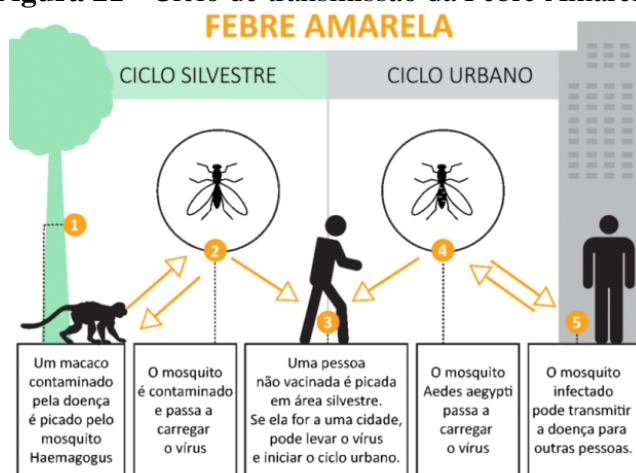 FEBRE AMARELA
CICLO SILVESTRE
CICLO URBANO
1
2
3
4
5
Um macaco
contaminado
pela doença
é picado pelo
mosquito
Haemagogus
O mosquito
é contaminado
e passa a
carregar
o vírus
Uma pessoa
não vacinada é picada
em área silvestre.
Se ela for a uma cidade,
pode levar o vírus
e iniciar o ciclo urbano.
O mosquito
Aedes aegypti
passa a
carregar
o vírus
O mosquito
infectado
pode transmitir
a doença para
outras pessoas.